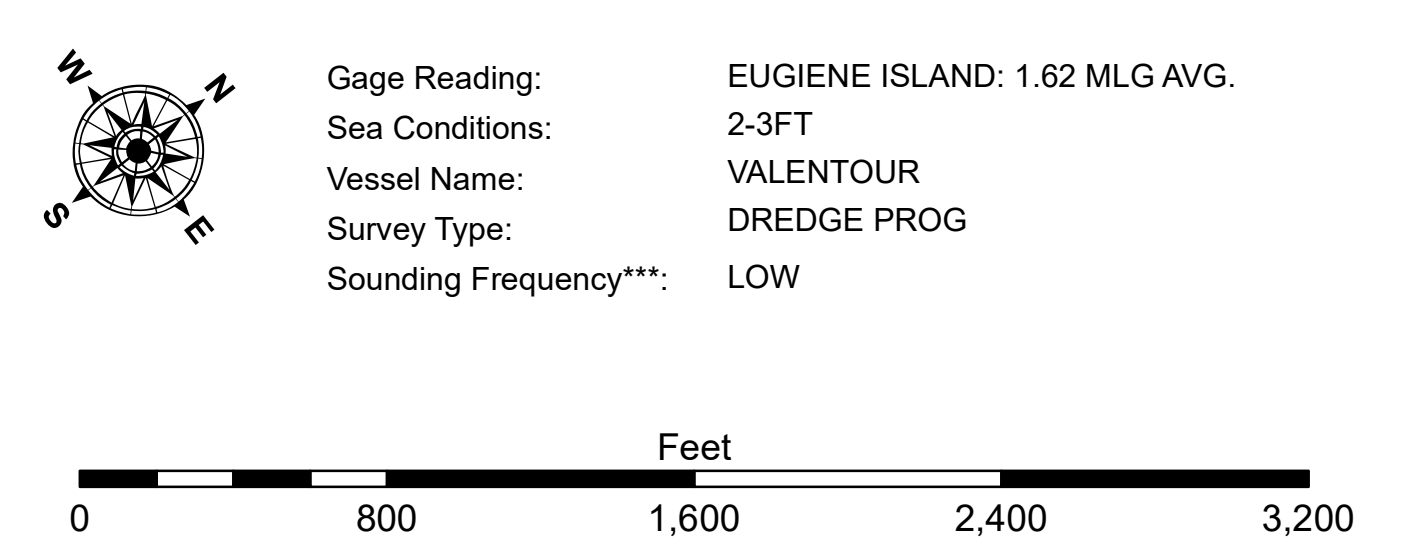 W
N
S
E
Gage Reading: EUGIENE ISLAND: 1.62 MLG AVG.
Sea Conditions: 2-3FT
Vessel Name: VALENTOUR
Survey Type: DREDGE PROG
Sounding Frequency***: LOW
Feet
0 800 1,600 2,400 3,200